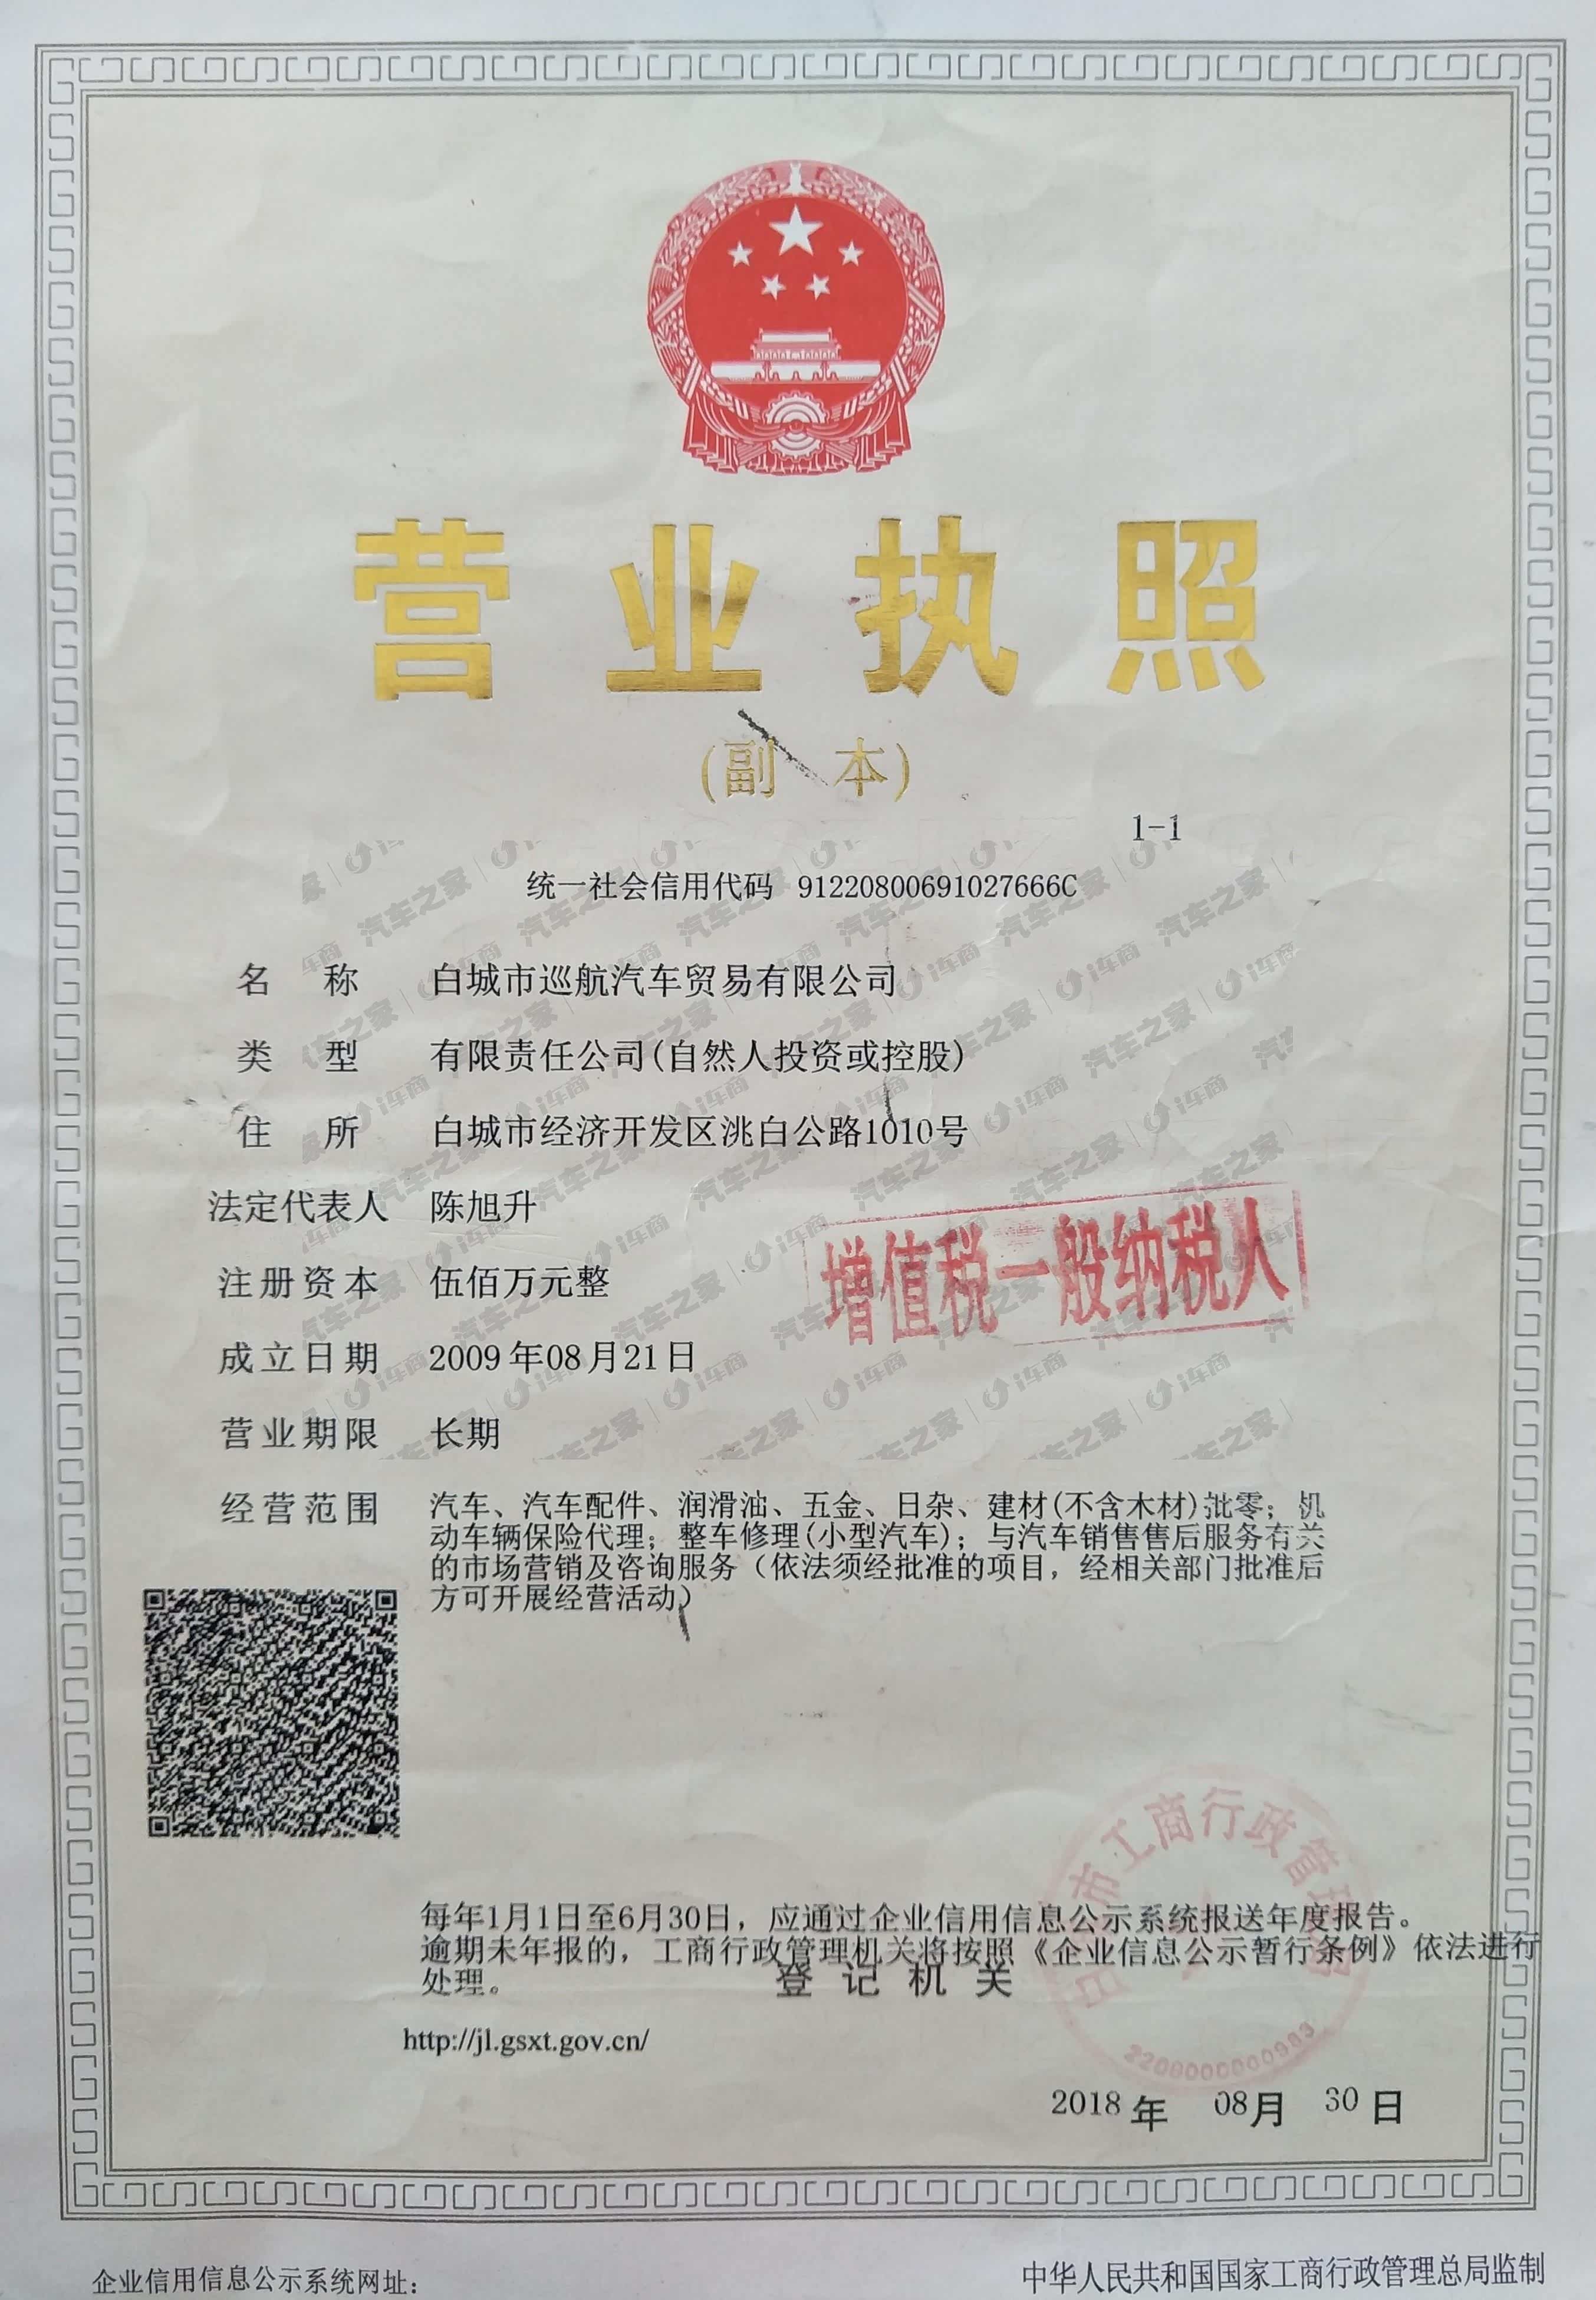 营业执照
(副 本)
1-1
统一社会信用代码 91220800691027666C
名称 白城市巡航汽车贸易有限公司
类型 有限责任公司(自然人投资或控股)
住所 白城市经济开发区洮白公路1010号
法定代表人 陈旭升
注册资本 伍佰万元整
增值税一般纳税人
成立日期 2009年08月21日
营业期限 长期
经营范围 汽车、汽车配件、润滑油、五金、日杂、建材(不含木材)批零；机
动车辆保险代理；整车修理(小型汽车)；与汽车销售售后服务有关
的市场营销及咨询服务（依法须经批准的项目，经相关部门批准后
方可开展经营活动）
市工商行政管理
每年1月1日至6月30日，应通过企业信用信息公示系统报送年度报告。
逾期未年报的，工商行政管理机关将按照《企业信息公示暂行条例》依法进行
处理。
登记机关
http://jl.gsxt.gov.cn/
2018年 08月 30日
企业信用信息公示系统网址：
中华人民共和国国家工商行政管理总局监制
汽车之家 | i车商